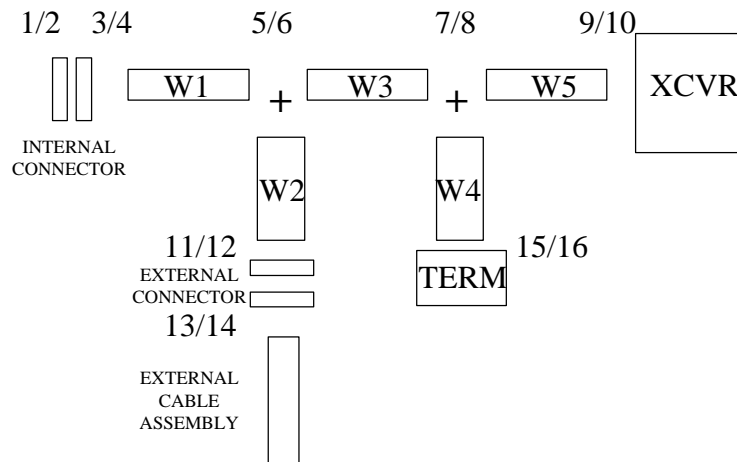 1/2 3/4 5/6 7/8 9/10
W1 + W3 + W5 XCVR
INTERNAL
CONNECTOR
W2 W4
11/12 15/16
EXTERNAL
CONNECTOR
TERM
13/14
EXTERNAL
CABLE
ASSEMBLY